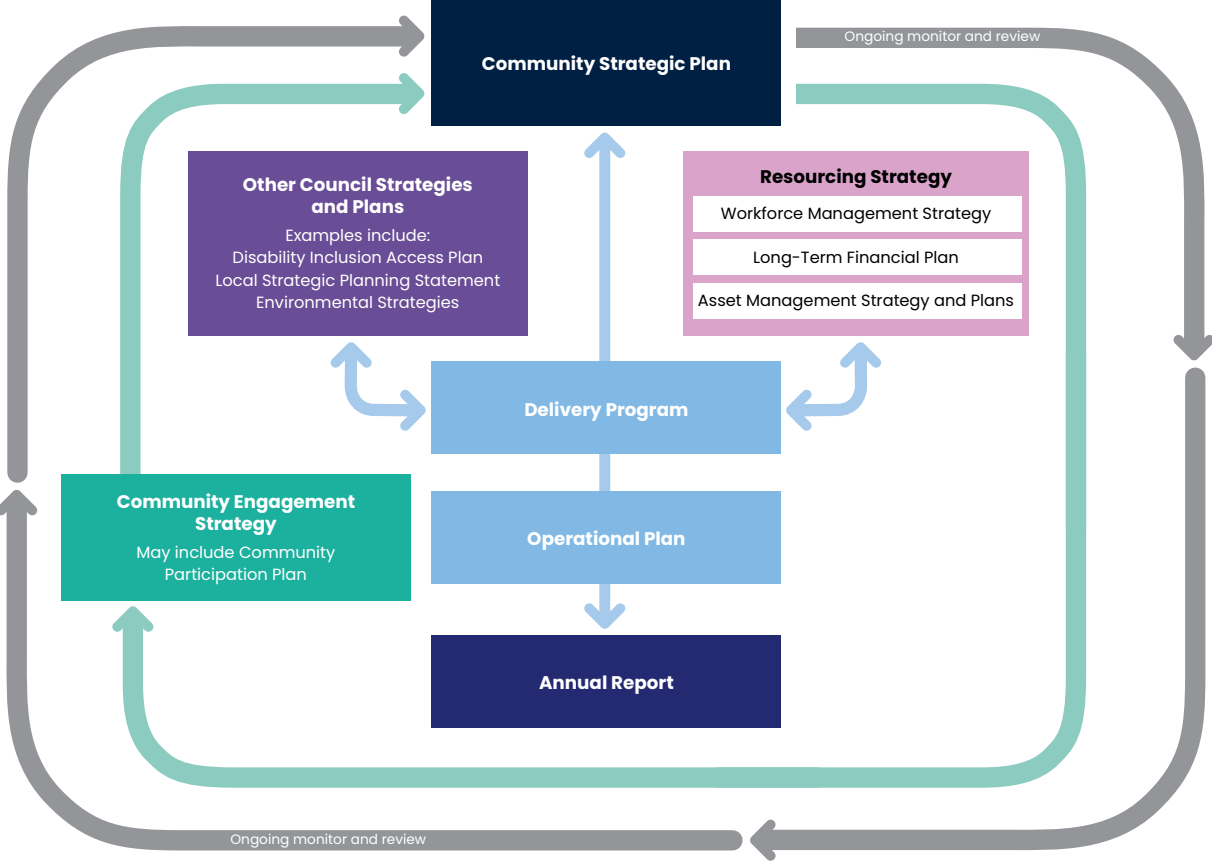 Community Strategic Plan
Ongoing monitor and review
Other Council Strategies
and Plans
Examples include:
Disability Inclusion Access Plan
Local Strategic Planning Statement
Environmental Strategies
Resourcing Strategy
Workforce Management Strategy
Long-Term Financial Plan
Asset Management Strategy and Plans
Delivery Program
Community Engagement
Strategy
May include Community
Participation Plan
Operational Plan
Annual Report
Ongoing monitor and review